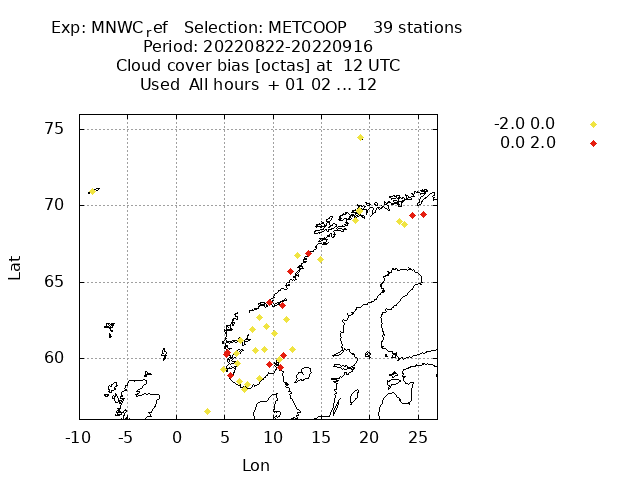 Exp: MNWC_ref Selection: METCOOP 39 stations
Period: 20220822-20220916
Cloud cover bias [octas] at 12 UTC
Used All hours + 01 02 ... 12
-2.0 0.0
0.0 2.0
75
70
65
60
Lat
-10 -5 0 5 10 15 20 25
Lon